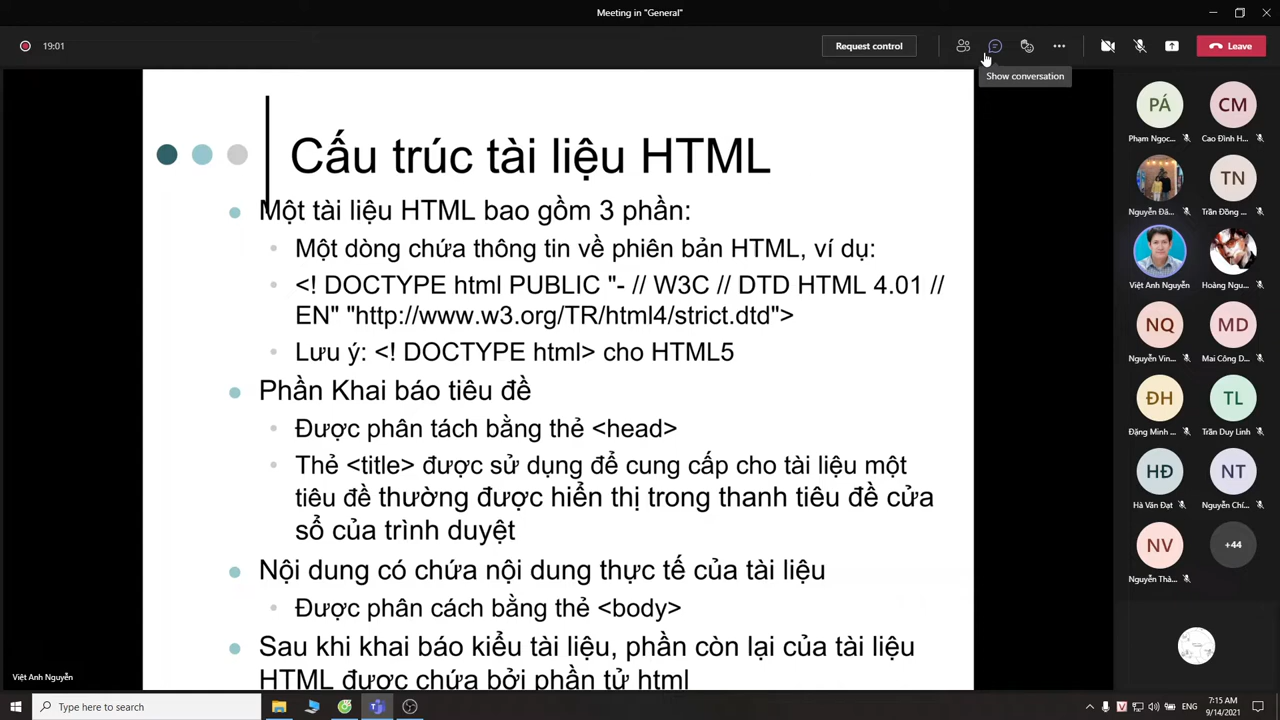 Meeting in "General"
19:01
Request control
Leave
Show conversation
Cấu trúc tài liệu HTML
Một tài liệu HTML bao gồm 3 phần:
Một dòng chứa thông tin về phiên bản HTML, ví dụ:
<! DOCTYPE html PUBLIC "- // W3C // DTD HTML 4.01 //
EN" "http://www.w3.org/TR/html4/strict.dtd">
Lưu ý: <! DOCTYPE html> cho HTML5
Phần Khai báo tiêu đề
Được phân tách bằng thẻ <head>
Thẻ <title> được sử dụng để cung cấp cho tài liệu một
tiêu đề thường được hiển thị trong thanh tiêu đề cửa
sổ của trình duyệt
Nội dung có chứa nội dung thực tế của tài liệu
Được phân cách bằng thẻ <body>
Sau khi khai báo kiểu tài liệu, phần còn lại của tài liệu
HTML được chứa bởi phần tử html
PÁ
CM
Phạm Ngọc...
Cao Đình H...
TN
Nguyễn Đă...
Trần Đồng ...
Việt Anh Nguyễn
Hoàng Ngu...
NQ
MD
Nguyễn Vin...
Mai Công D...
ĐH
TL
Đặng Minh ...
Trần Duy Linh
HĐ
NT
Hà Văn Đạt
Nguyễn Chí...
NV
+44
Nguyễn Thà...
Việt Anh Nguyễn
Type here to search
V
ENG
7:15 AM
9/14/2021